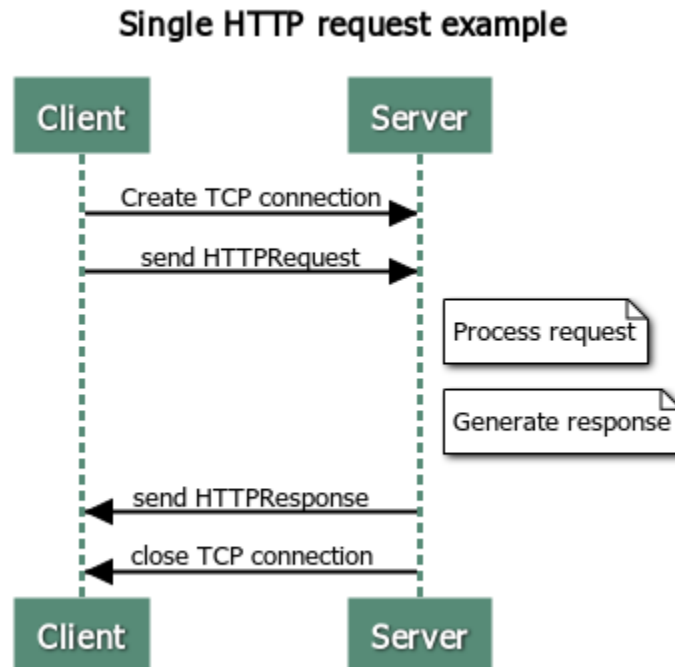 Single HTTP request example
Client
Server
Create TCP connection
send HTTPRequest
Process request
Generate response
send HTTPResponse
close TCP connection
Client
Server